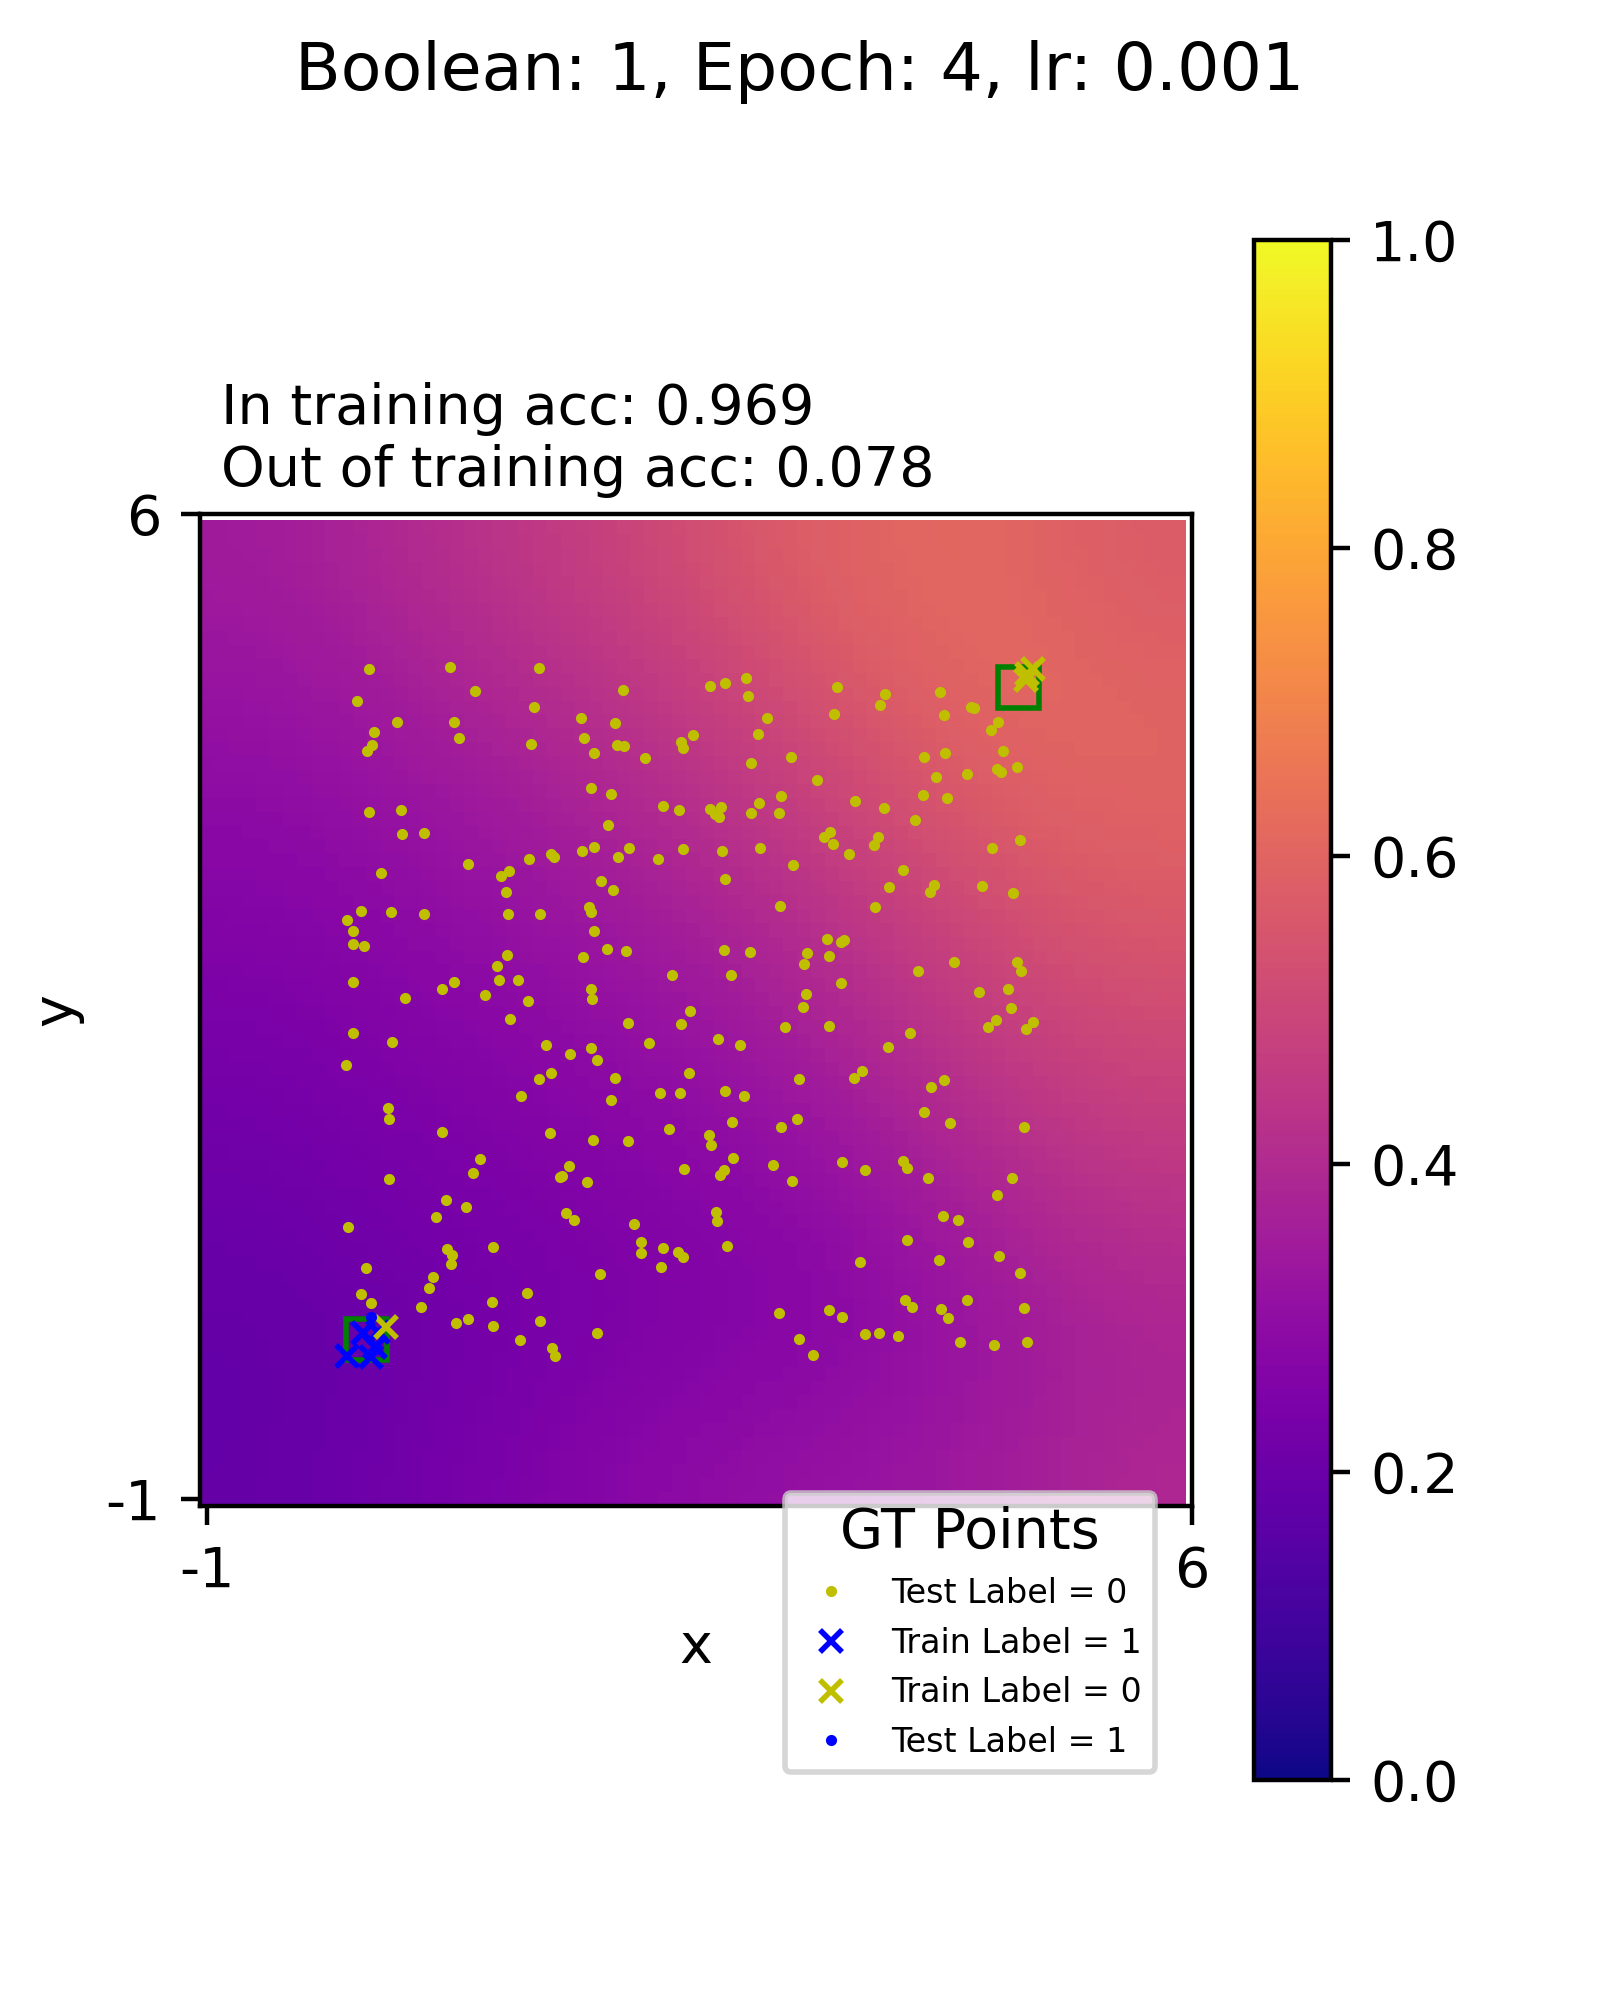 Boolean: 1, Epoch: 4, lr: 0.001
1.0
In training acc: 0.969
Out of training acc: 0.078
6
0.8
0.6
y
0.4
0.2
-1
GT Points
-1
6
Test Label = 0
x
Train Label = 1
Train Label = 0
Test Label = 1
0.0